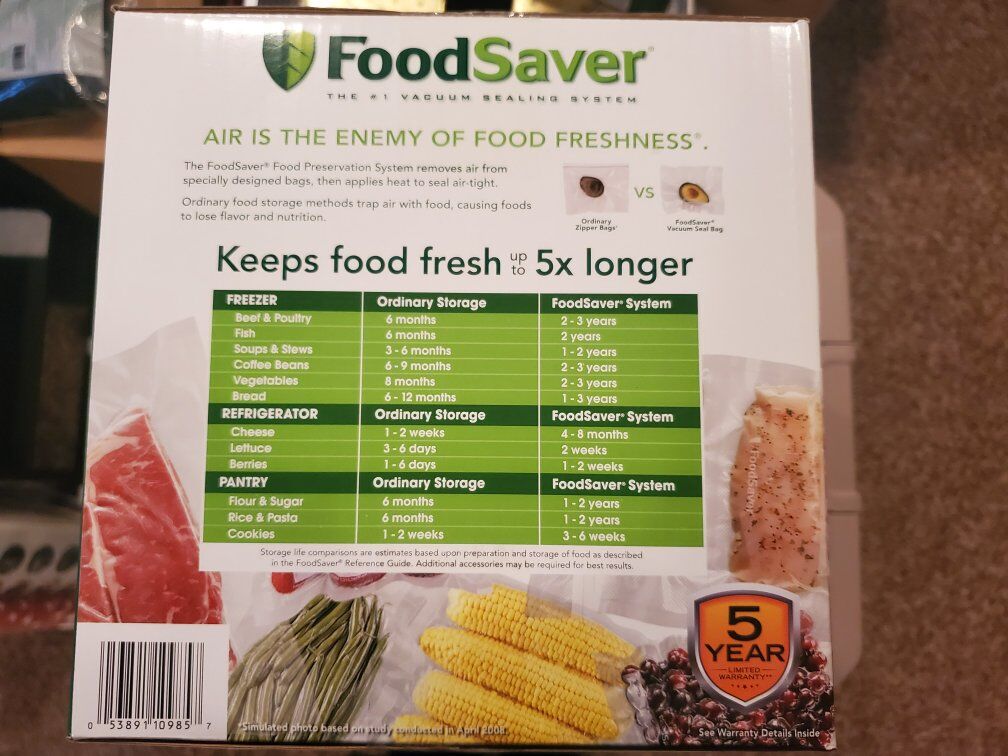 FoodSaver®
THE #1 VACUUM SEALING SYSTEM
AIR IS THE ENEMY OF FOOD FRESHNESS®.
The FoodSaver® Food Preservation System removes air from
specially designed bags, then applies heat to seal air-tight.
Ordinary food storage methods trap air with food, causing foods
to lose flavor and nutrition.
Ordinary
Zipper Bags*
VS
FoodSaver®
Vacuum Seal Bag
Keeps food fresh up to 5x longer
FREEZER Ordinary Storage FoodSaver® System
Beef & Poultry 6 months 2 - 3 years
Fish 6 months 2 years
Soups & Stews 3 - 6 months 1 - 2 years
Coffee Beans 6 - 9 months 2 - 3 years
Vegetables 8 months 2 - 3 years
Bread 6 - 12 months 1 - 3 years
REFRIGERATOR Ordinary Storage FoodSaver® System
Cheese 1 - 2 weeks 4 - 8 months
Lettuce 3 - 6 days 2 weeks
Berries 1 - 6 days 1 - 2 weeks
PANTRY Ordinary Storage FoodSaver® System
Flour & Sugar 6 months 1 - 2 years
Rice & Pasta 6 months 1 - 2 years
Cookies 1 - 2 weeks 3 - 6 weeks
Storage life comparisons are estimates based upon preparation and storage of food as described
in the FoodSaver® Reference Guide. Additional accessories may be required for best results.
FoodSaver
5
YEAR
LIMITED
WARRANTY**
0 53891 10985 7
*Simulated photo based on study conducted in April 2008
See Warranty Details Inside